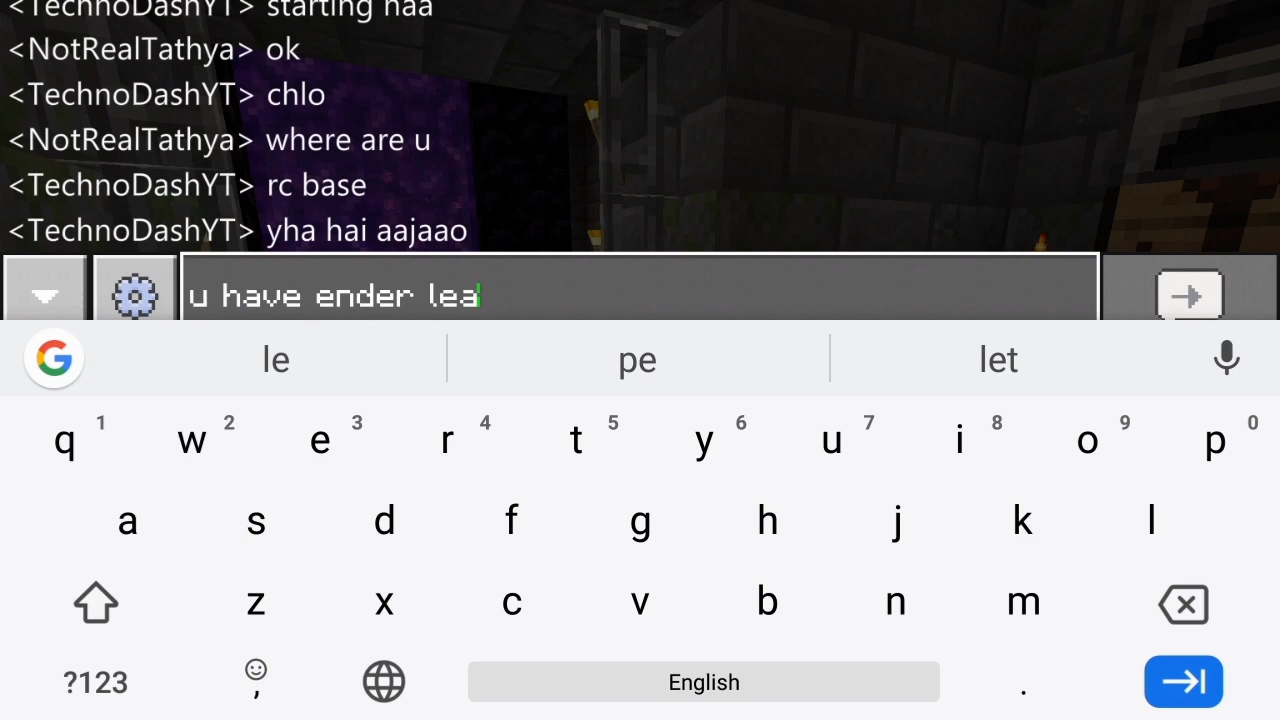 <TechnoDashYT> starting haa
<NotRealTathya> ok
<TechnoDashYT> chlo
<NotRealTathya> where are u
<TechnoDashYT> rc base
<TechnoDashYT> yha hai aajaao
u have ender lea
le pe let
q 1 w 2 e 3 r 4 t 5 y 6 u 7 i 8 o 9 p 0
a s d f g h j k l
z x c v b n m
?123 , English .